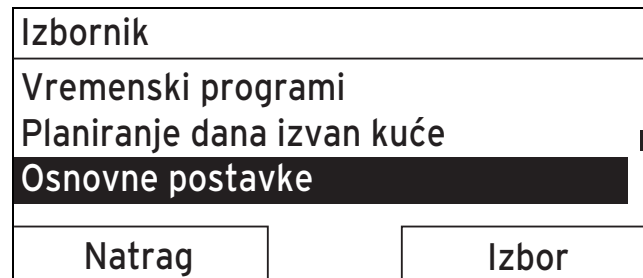 Izbornik
Vremenski programi
Planiranje dana izvan kuće
Osnovne postavke
Natrag
Izbor